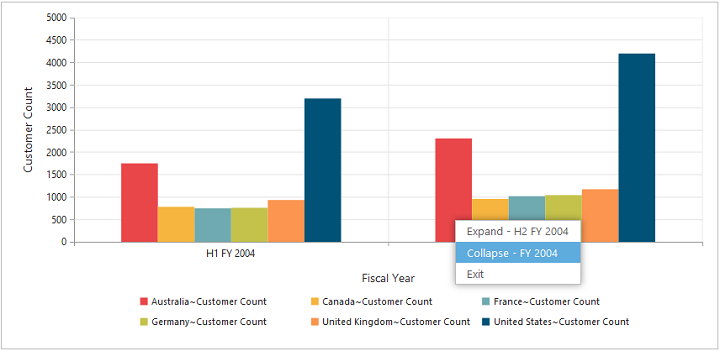 5000
4500
4000
3500
3000
2500
2000
1500
1000
500
0
Customer Count
H1 FY 2004
Expand - H2 FY 2004
Collapse - FY 2004
Exit
Fiscal Year
Australia~Customer Count Canada~Customer Count France~Customer Count
Germany~Customer Count United Kingdom~Customer Count United States~Customer Count